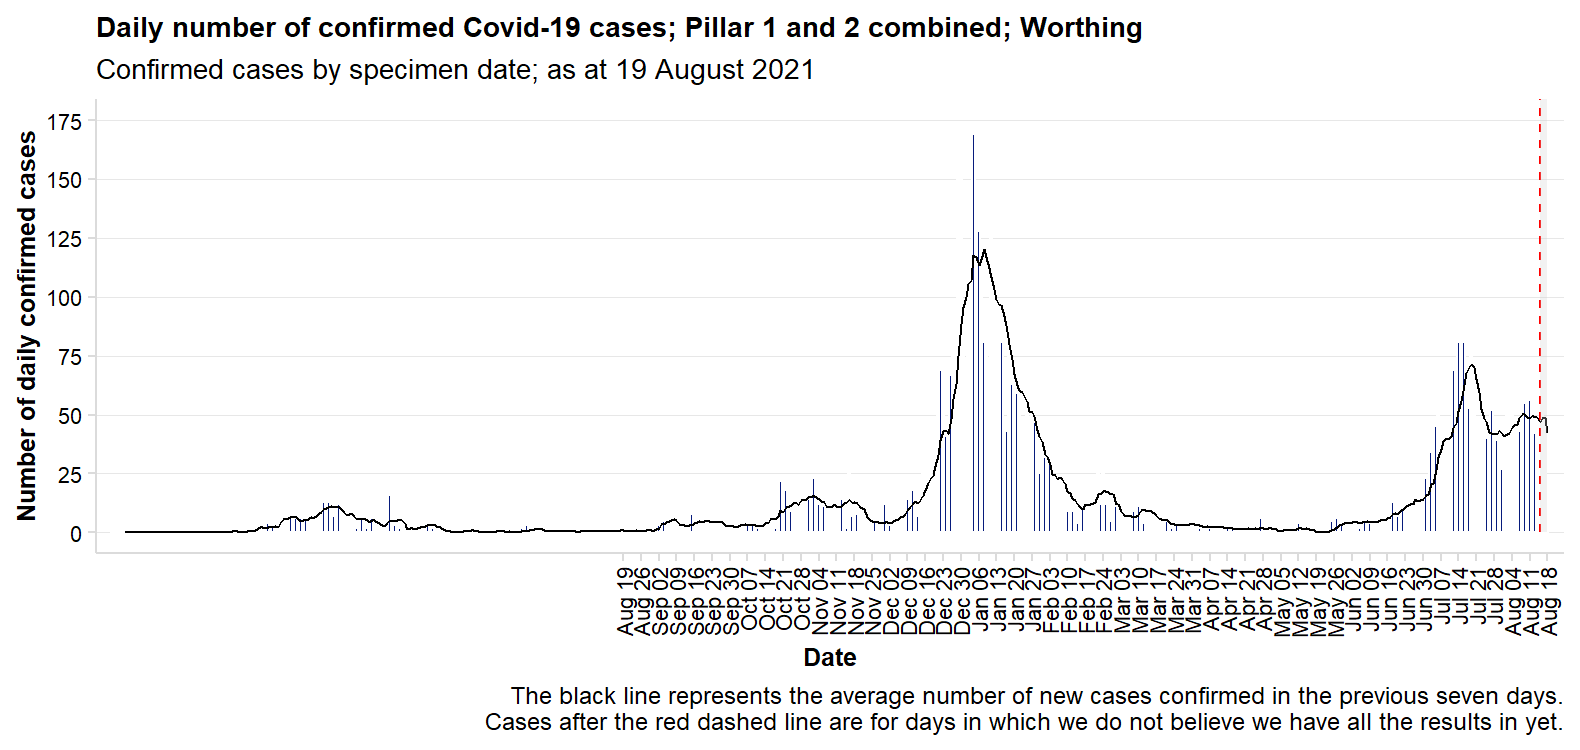 Daily number of confirmed Covid-19 cases; Pillar 1 and 2 combined; Worthing
Confirmed cases by specimen date; as at 19 August 2021
Number of daily confirmed cases
175
150
125
100
75
50
25
0
Aug 19
Aug 26
Sep 02
Sep 09
Sep 16
Sep 23
Sep 30
Oct 07
Oct 14
Oct 21
Oct 28
Nov 04
Nov 11
Nov 18
Nov 25
Dec 02
Dec 09
Dec 16
Dec 23
Dec 30
Jan 06
Jan 13
Jan 20
Jan 27
Feb 03
Feb 10
Feb 17
Feb 24
Mar 03
Mar 10
Mar 17
Mar 24
Mar 31
Apr 07
Apr 14
Apr 21
Apr 28
May 05
May 12
May 19
May 26
Jun 02
Jun 09
Jun 16
Jun 23
Jun 30
Jul 07
Jul 14
Jul 21
Jul 28
Aug 04
Aug 11
Aug 18
Date
The black line represents the average number of new cases confirmed in the previous seven days.
Cases after the red dashed line are for days in which we do not believe we have all the results in yet.